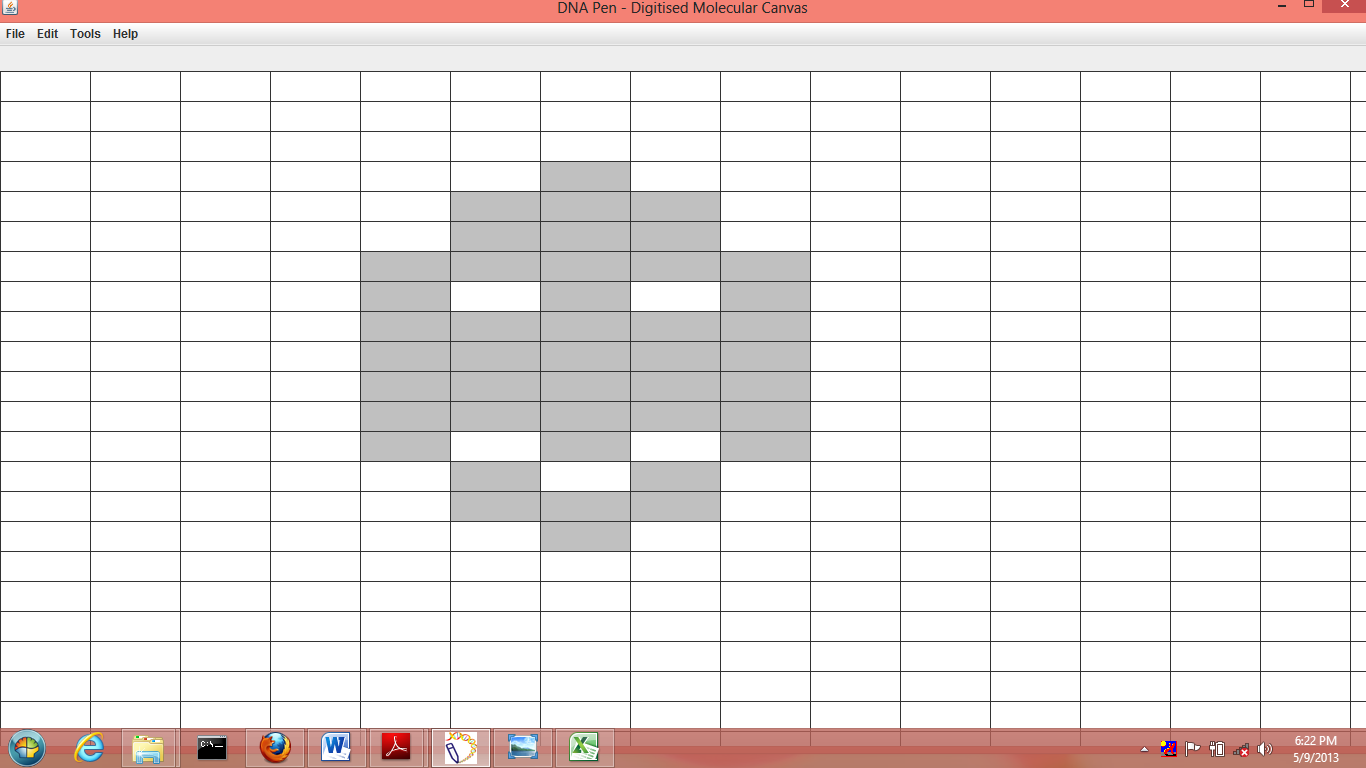 DNA Pen - Digitised Molecular Canvas
File Edit Tools Help
C:\_
6:22 PM
5/9/2013